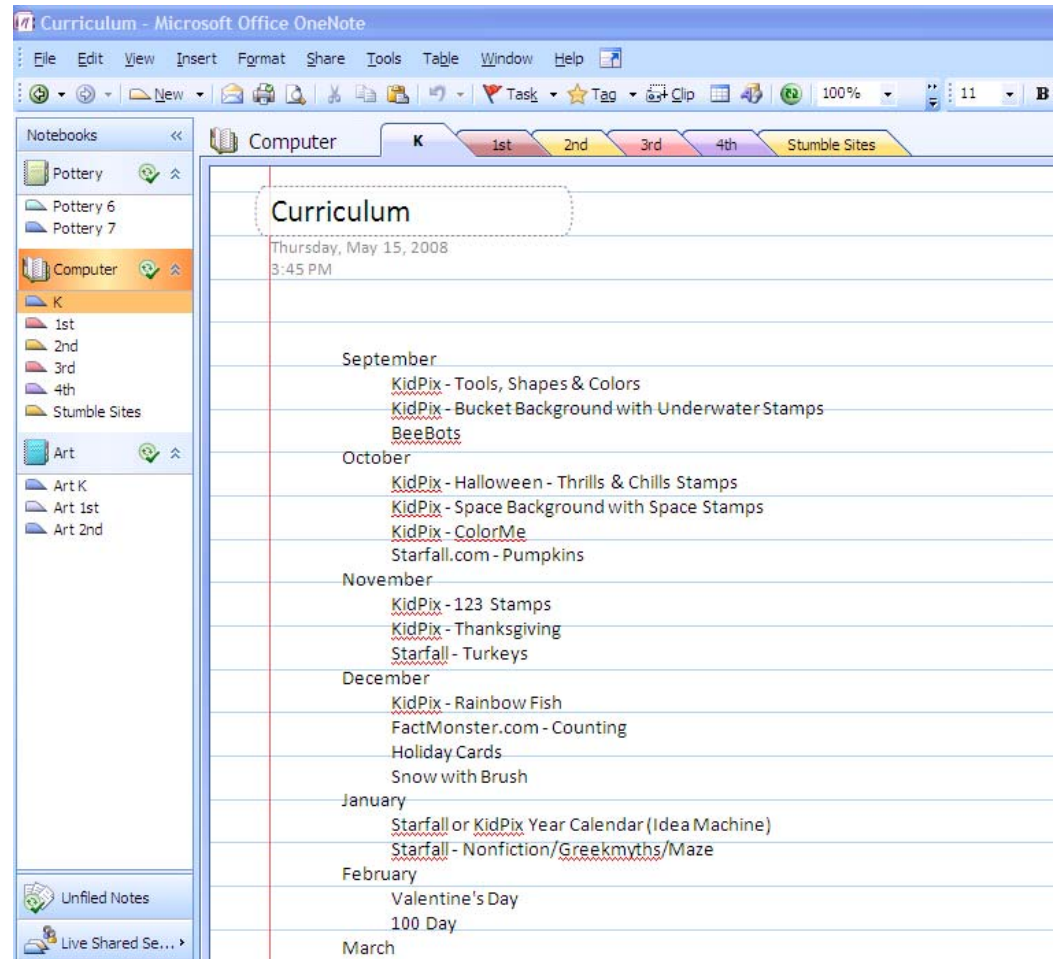 Curriculum - Microsoft Office OneNote
File Edit View Insert Format Share Tools Table Window Help
New Task Tag Clip 100% 11 B
Notebooks «
Pottery
Pottery 6
Pottery 7
Computer
K
1st
2nd
3rd
4th
Stumble Sites
Art
Art K
Art 1st
Art 2nd
Unfiled Notes
Live Shared Se...
Computer K 1st 2nd 3rd 4th Stumble Sites
Curriculum
Thursday, May 15, 2008
3:45 PM
September
KidPix - Tools, Shapes & Colors
KidPix - Bucket Background with Underwater Stamps
BeeBots
October
KidPix - Halloween - Thrills & Chills Stamps
KidPix - Space Background with Space Stamps
KidPix - ColorMe
Starfall.com - Pumpkins
November
KidPix - 123 Stamps
KidPix - Thanksgiving
Starfall - Turkeys
December
KidPix - Rainbow Fish
FactMonster.com - Counting
Holiday Cards
Snow with Brush
January
Starfall or KidPix Year Calendar (Idea Machine)
Starfall - Nonfiction/Greekmyths/Maze
February
Valentine's Day
100 Day
March